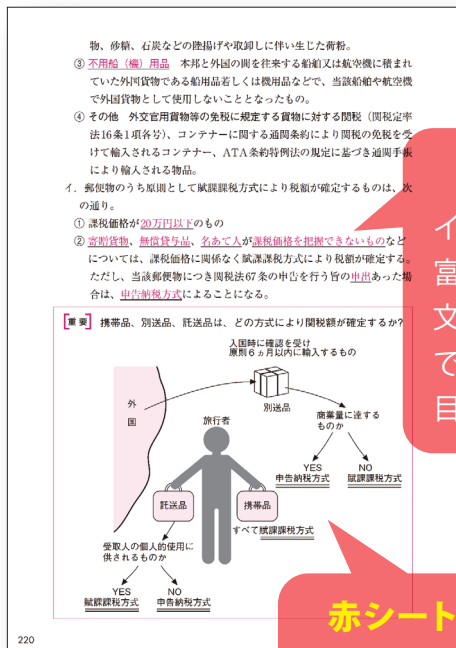 物、砂糖、石炭などの陸揚げや取卸しに伴い生じた荷粉。
③ 不用船（機）用品　本邦と外国の間を往来する船舶又は航空機に積まれ
ていた外国貨物である船用品若しくは機用品などで、当該船舶や航空機
で外国貨物として使用しないこととなったもの。
④ その他　外交官用貨物等の免税に規定する貨物に対する関税（関税定率
法16条1項各号）、コンテナーに関する通関条約により関税の免税を受
けて輸入されるコンテナー、ATA条約特例法の規定に基づき通関手帳
により輸入される物品。
イ．郵便物のうち原則として賦課課税方式により税額が確定するものは、次
の通り。
① 課税価格が20万円以下のもの
② 寄贈貨物、無償貸与品、名あて人が課税価格を把握できないものなど
については、課税価格に関係なく賦課課税方式により税額が確定する。
ただし、当該郵便物につき関税法67条の申告を行う旨の申出あった場
合は、申告納税方式によることになる。
【重要】 携帯品、別送品、託送品は、どの方式により関税額が確定するか?
入国時に確認を受け
原則6ヵ月以内に輸入するもの
外国
別送品
旅行者
商業量に達する
ものか
YES
申告納税方式
NO
賦課課税方式
託送品
携帯品
すべて賦課課税方式
受取人の個人的使用に
供されるものか
YES
賦課課税方式
NO
申告納税方式
イ
富
文
で
目
赤シート
220